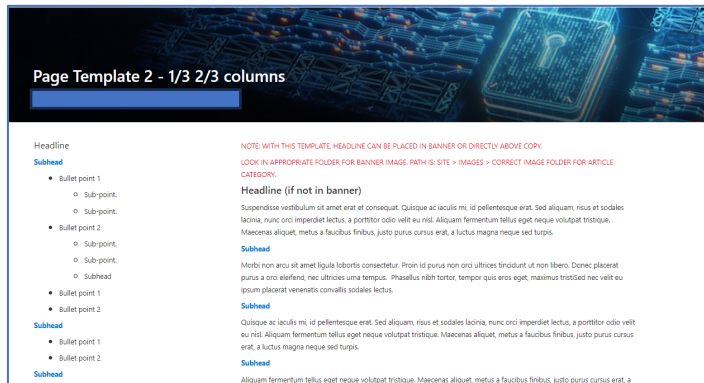 Page Template 2 - 1/3 2/3 columns
Headline
Subhead
Bullet point 1
Sub-point.
Sub-point.
Bullet point 2
Sub-point.
Sub-point.
Subhead
Bullet point 1
Bullet point 2
Subhead
Bullet point 1
Bullet point 2
Subhead
NOTE: WITH THIS TEMPLATE, HEADLINE CAN BE PLACED IN BANNER OR DIRECTLY ABOVE COPY.
LOOK IN APPROPRIATE FOLDER FOR BANNER IMAGE. PATH IS: SITE > IMAGES > CORRECT IMAGE FOLDER FOR ARTICLE
CATEGORY.
Headline (if not in banner)
Suspendisse vestibulum sit amet erat et consequat. Quisque ac iaculis mi, id pellentesque erat. Sed aliquam, risus et sodales
lacinia, nunc orci imperdiet lectus, a porttitor odio velit eu nisl. Aliquam fermentum tellus eget neque volutpat tristique.
Maecenas aliquet, metus a faucibus finibus, justo purus cursus erat, a luctus magna neque sed turpis.
Subhead
Morbi non arcu sit amet ligula lobortis consectetur. Proin id purus non orci ultrices tincidunt ut non libero. Donec placerat
purus a orci eleifend, nec ultricies urna tempus. Phasellus nibh tortor, tempor quis eros eget, maximus tristiSed nec velit eu
ipsum placerat venenatis convallis sodales lectus.
Subhead
Quisque ac iaculis mi, id pellentesque erat. Sed aliquam, risus et sodales lacinia, nunc orci imperdiet lectus, a porttitor odio velit
eu nisl. Aliquam fermentum tellus eget neque volutpat tristique. Maecenas aliquet, metus a faucibus finibus, justo purus cursus
erat, a luctus magna neque sed turpis.
Subhead
Aliquam fermentum tellus eget neque volutpat tristique. Maecenas aliquet, metus a faucibus finibus, justo purus cursus erat, a